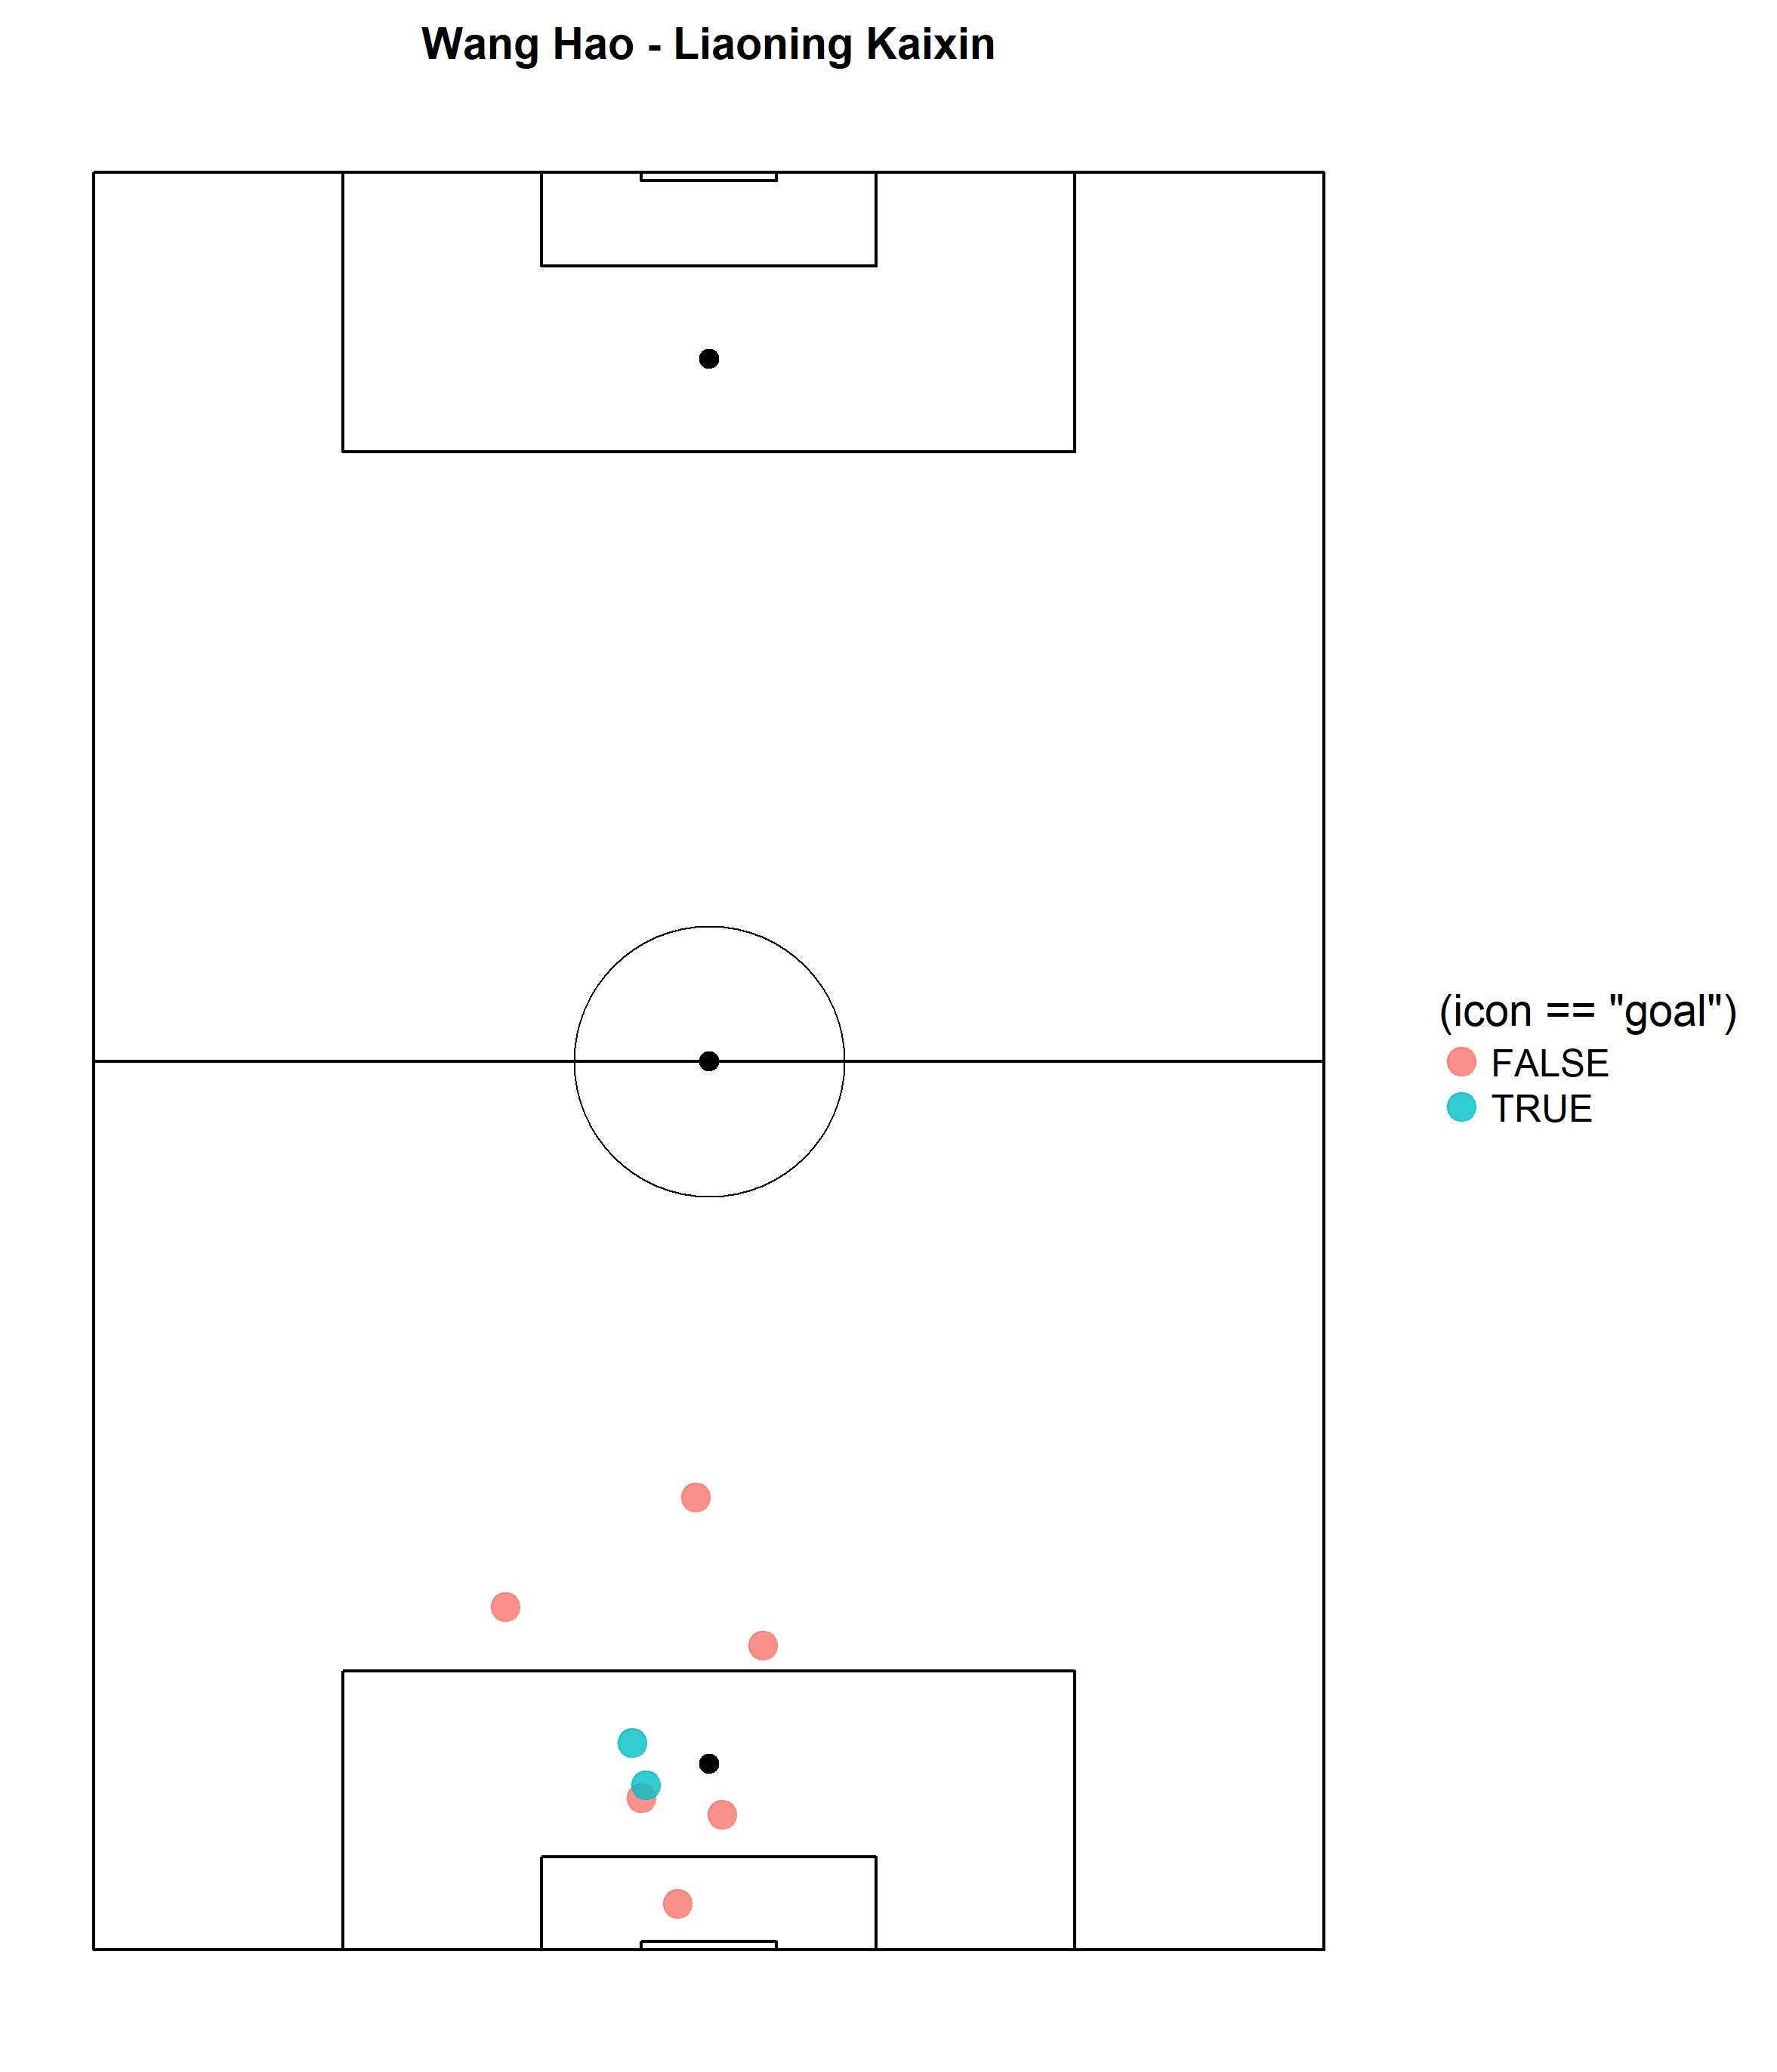 Wang Hao - Liaoning Kaixin
(icon == "goal")
FALSE
TRUE